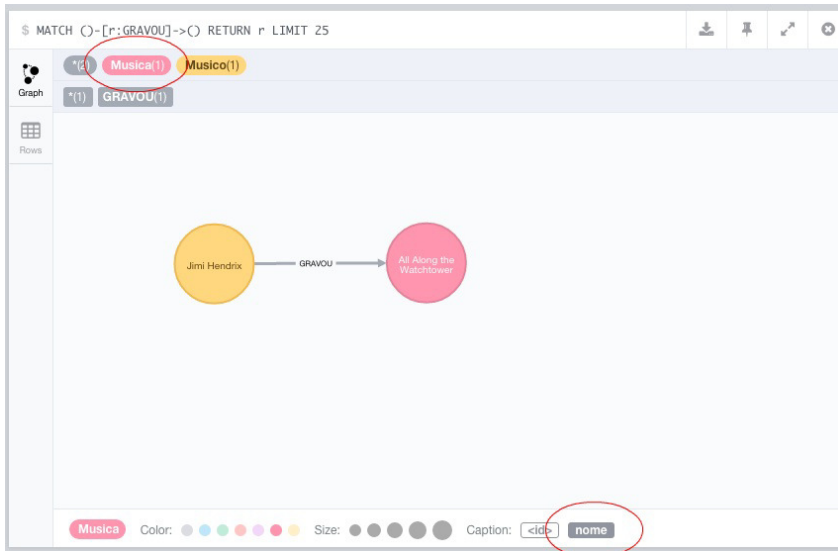 $ MATCH ()-[r:GRAVOU]->() RETURN r LIMIT 25
*(2) Musica(1) Musico(1)
Graph
*(1) GRAVOU(1)
Rows
Jimi Hendrix
GRAVOU
All Along the
Watchtower
Musica Color: Size: Caption: <id> nome